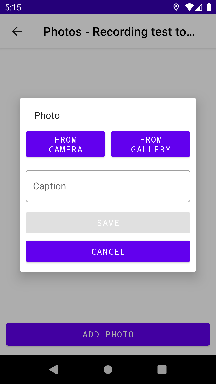 5:15
Photos - Recording test to...
Photo
FROM CAMERA
FROM GALLERY
Caption
SAVE
CANCEL
ADD PHOTO